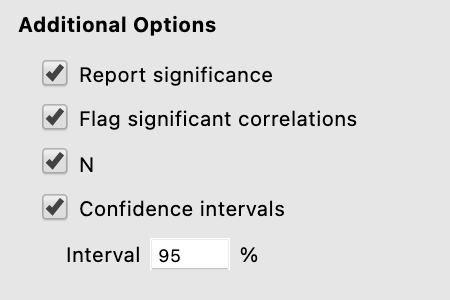 Additional Options
Report significance
Flag significant correlations
N
Confidence intervals
Interval 95 %